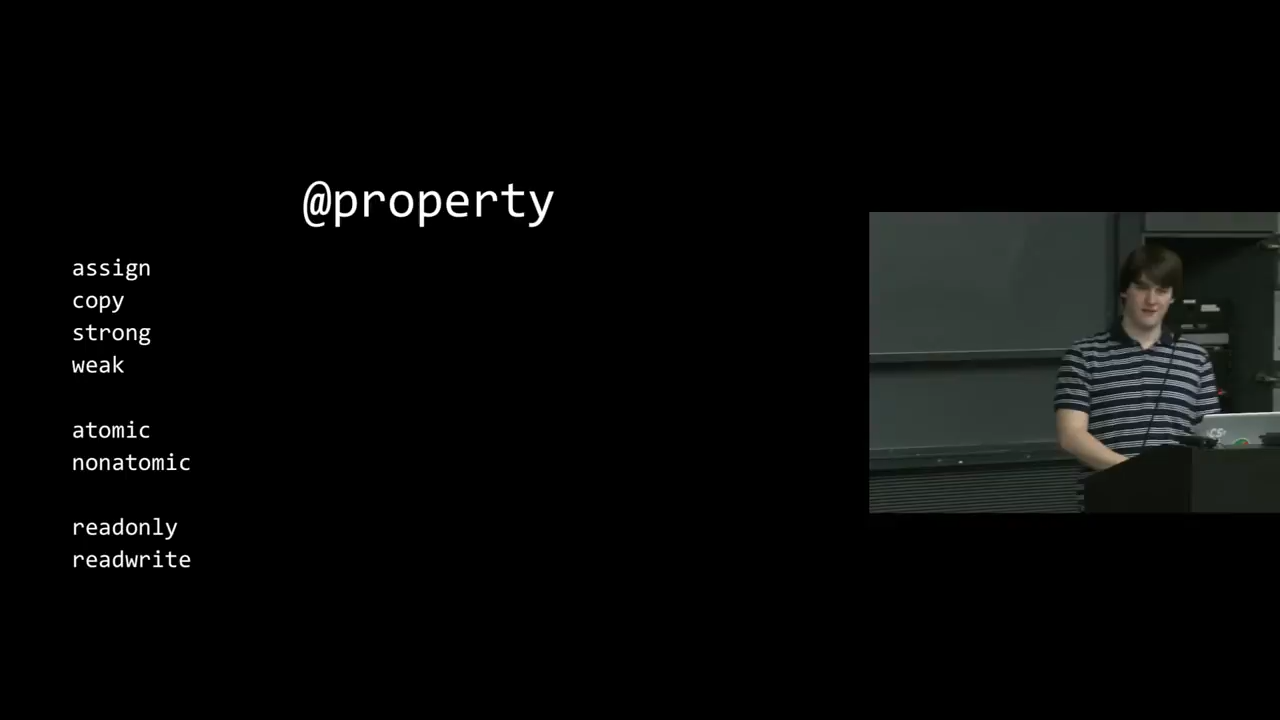 @property
assign
copy
strong
weak
atomic
nonatomic
readonly
readwrite